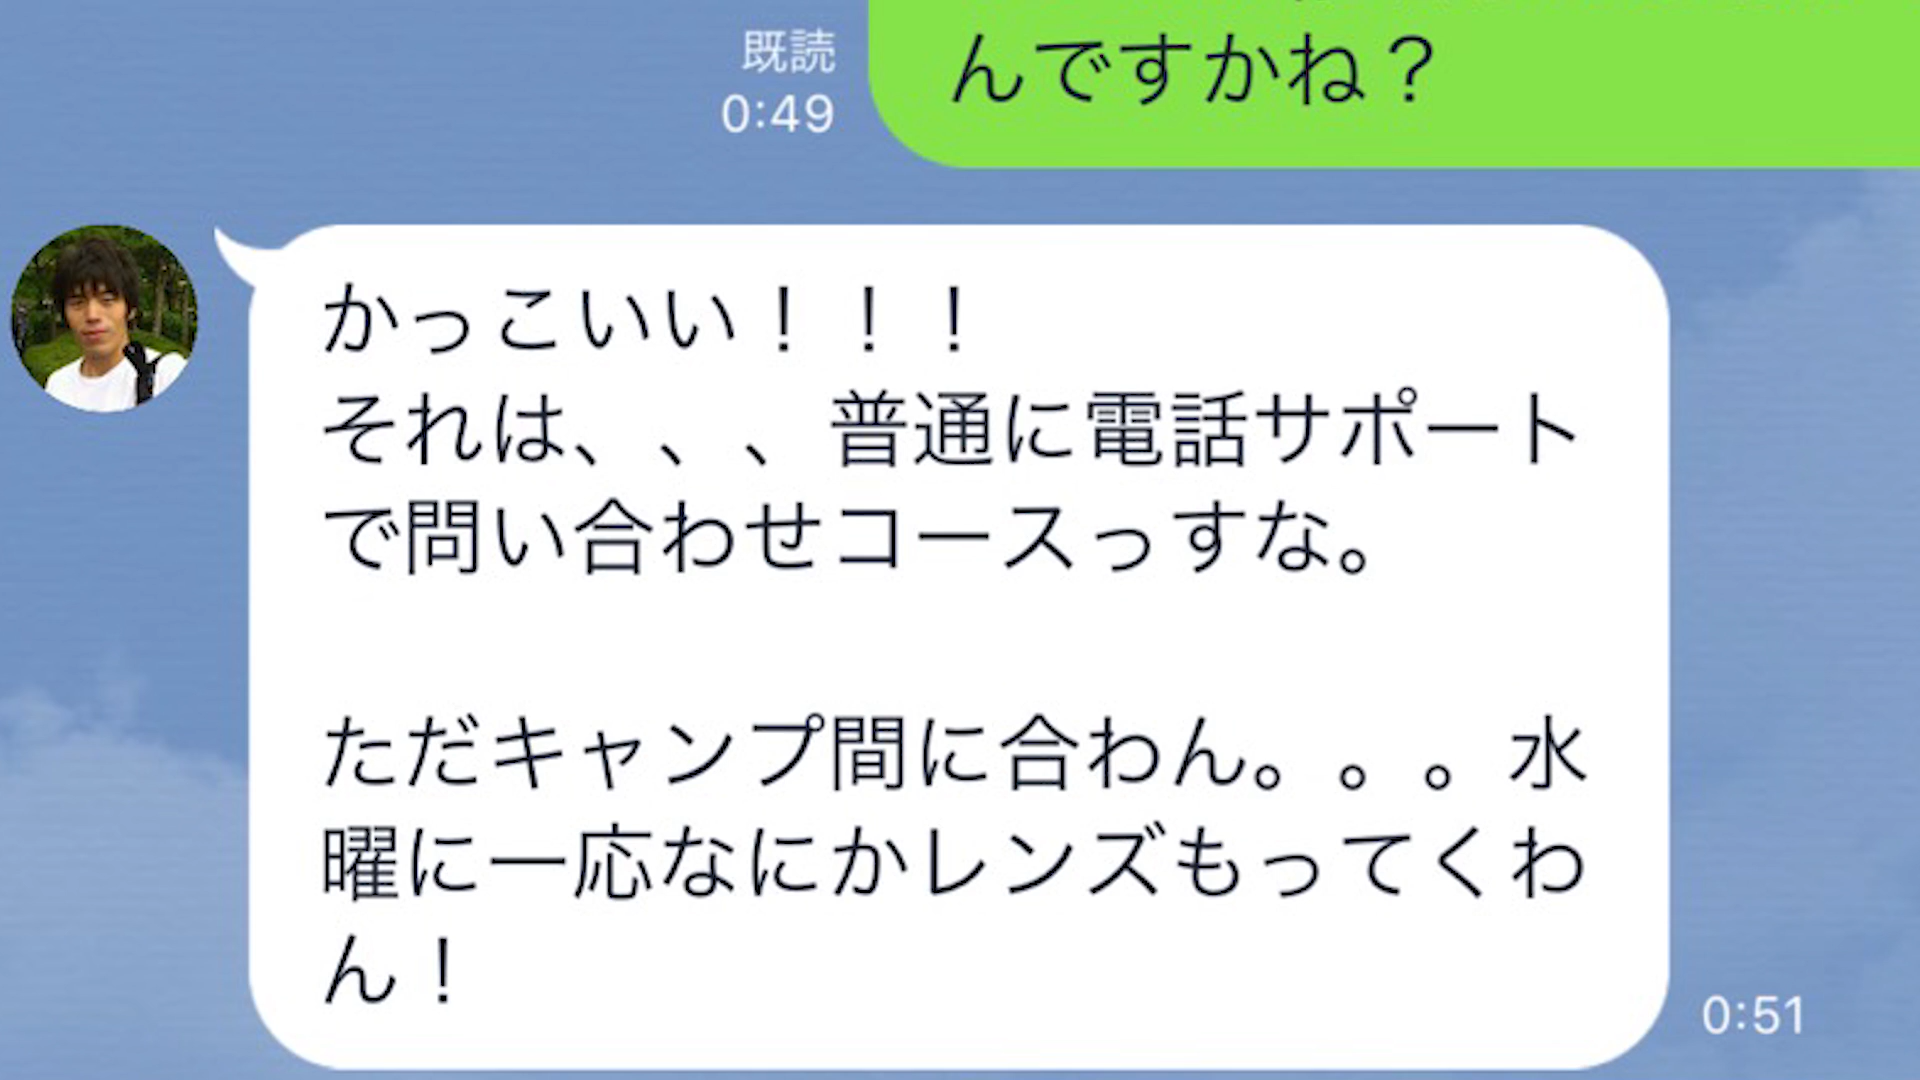 んですかね？
既読
0:49
かっこいい！！！
それは、、、普通に電話サポート
で問い合わせコースっすな。
ただキャンプ間に合わん。。。水
曜に一応なにかレンズもってくわ
ん！
0:51